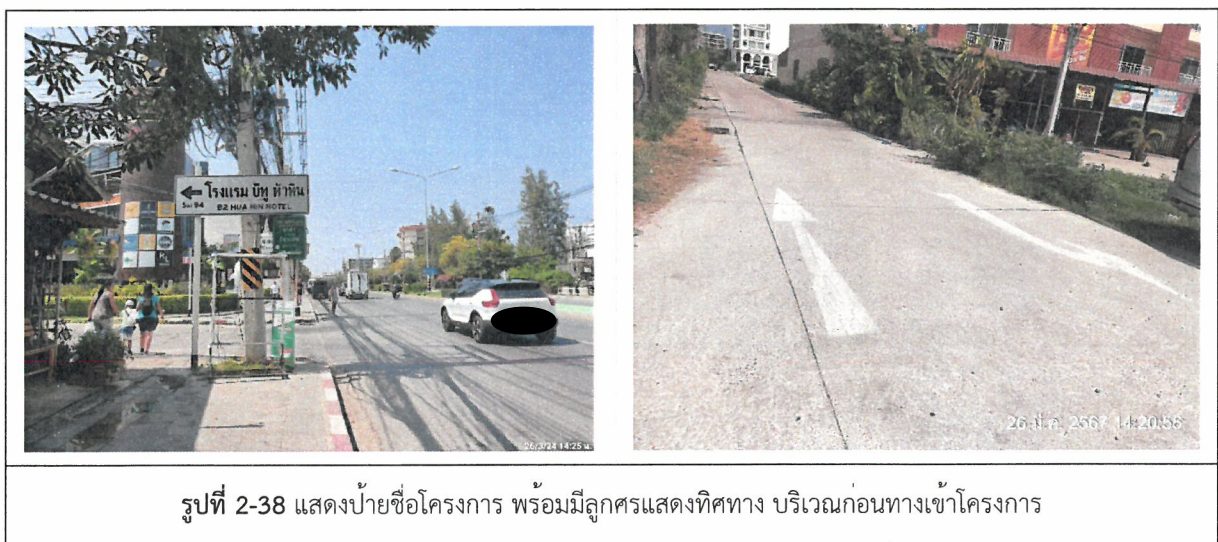 ← โรงแรม บีทู หัวหิน
Soi 94 B2 HUA HIN HOTEL
26/3/24 14:25 น.
26 มี.ค. 2567 14:20:56
รูปที่ 2-38 แสดงป้ายชื่อโครงการ พร้อมมีลูกศรแสดงทิศทาง บริเวณก่อนทางเข้าโครงการ